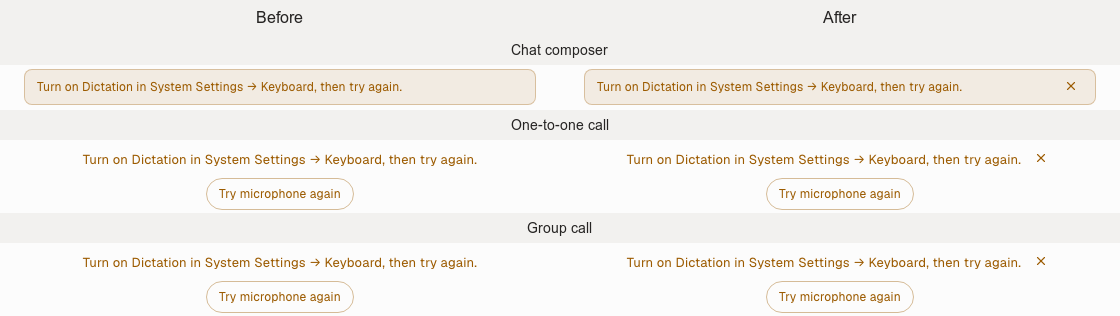 Before
After
Chat composer
Turn on Dictation in System Settings → Keyboard, then try again.
Turn on Dictation in System Settings → Keyboard, then try again. ×
One-to-one call
Turn on Dictation in System Settings → Keyboard, then try again.
Turn on Dictation in System Settings → Keyboard, then try again. ×
Try microphone again
Try microphone again
Group call
Turn on Dictation in System Settings → Keyboard, then try again.
Turn on Dictation in System Settings → Keyboard, then try again. ×
Try microphone again
Try microphone again